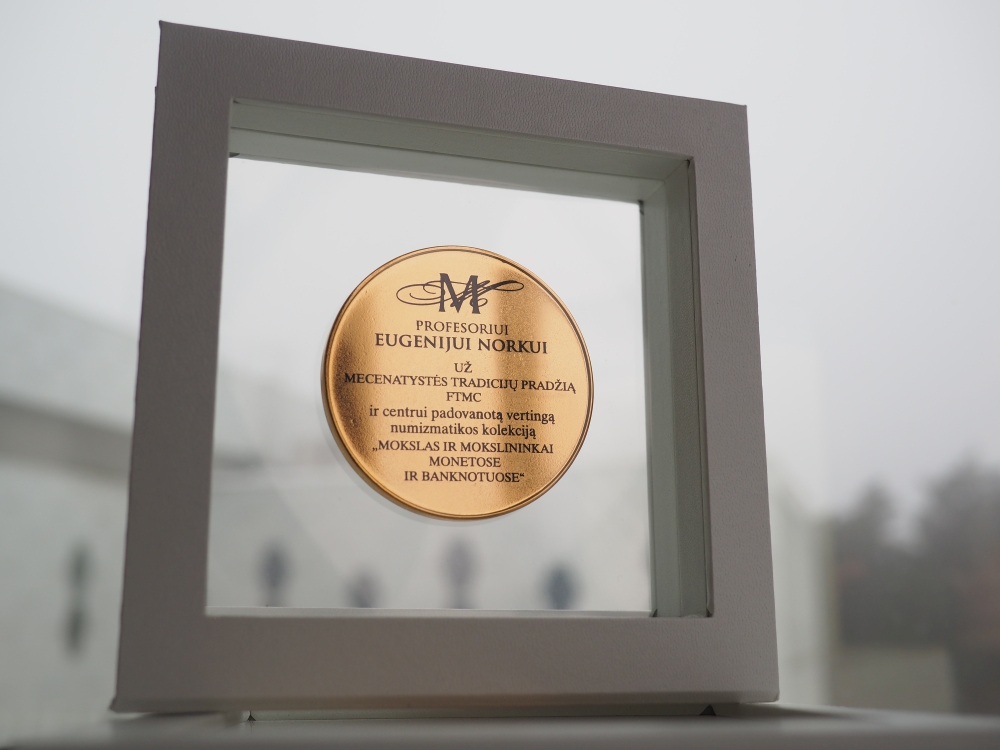 M
PROFESORIUI
EUGENIJUI NORKUI
UŽ
MECENATYSTĖS TRADICIJŲ PRADŽIĄ
FTMC
ir centrui padovanotą vertingą
numizmatikos kolekciją
„MOKSLAS IR MOKSLININKAI
MONETOSE
IR BANKNOTUOSE“